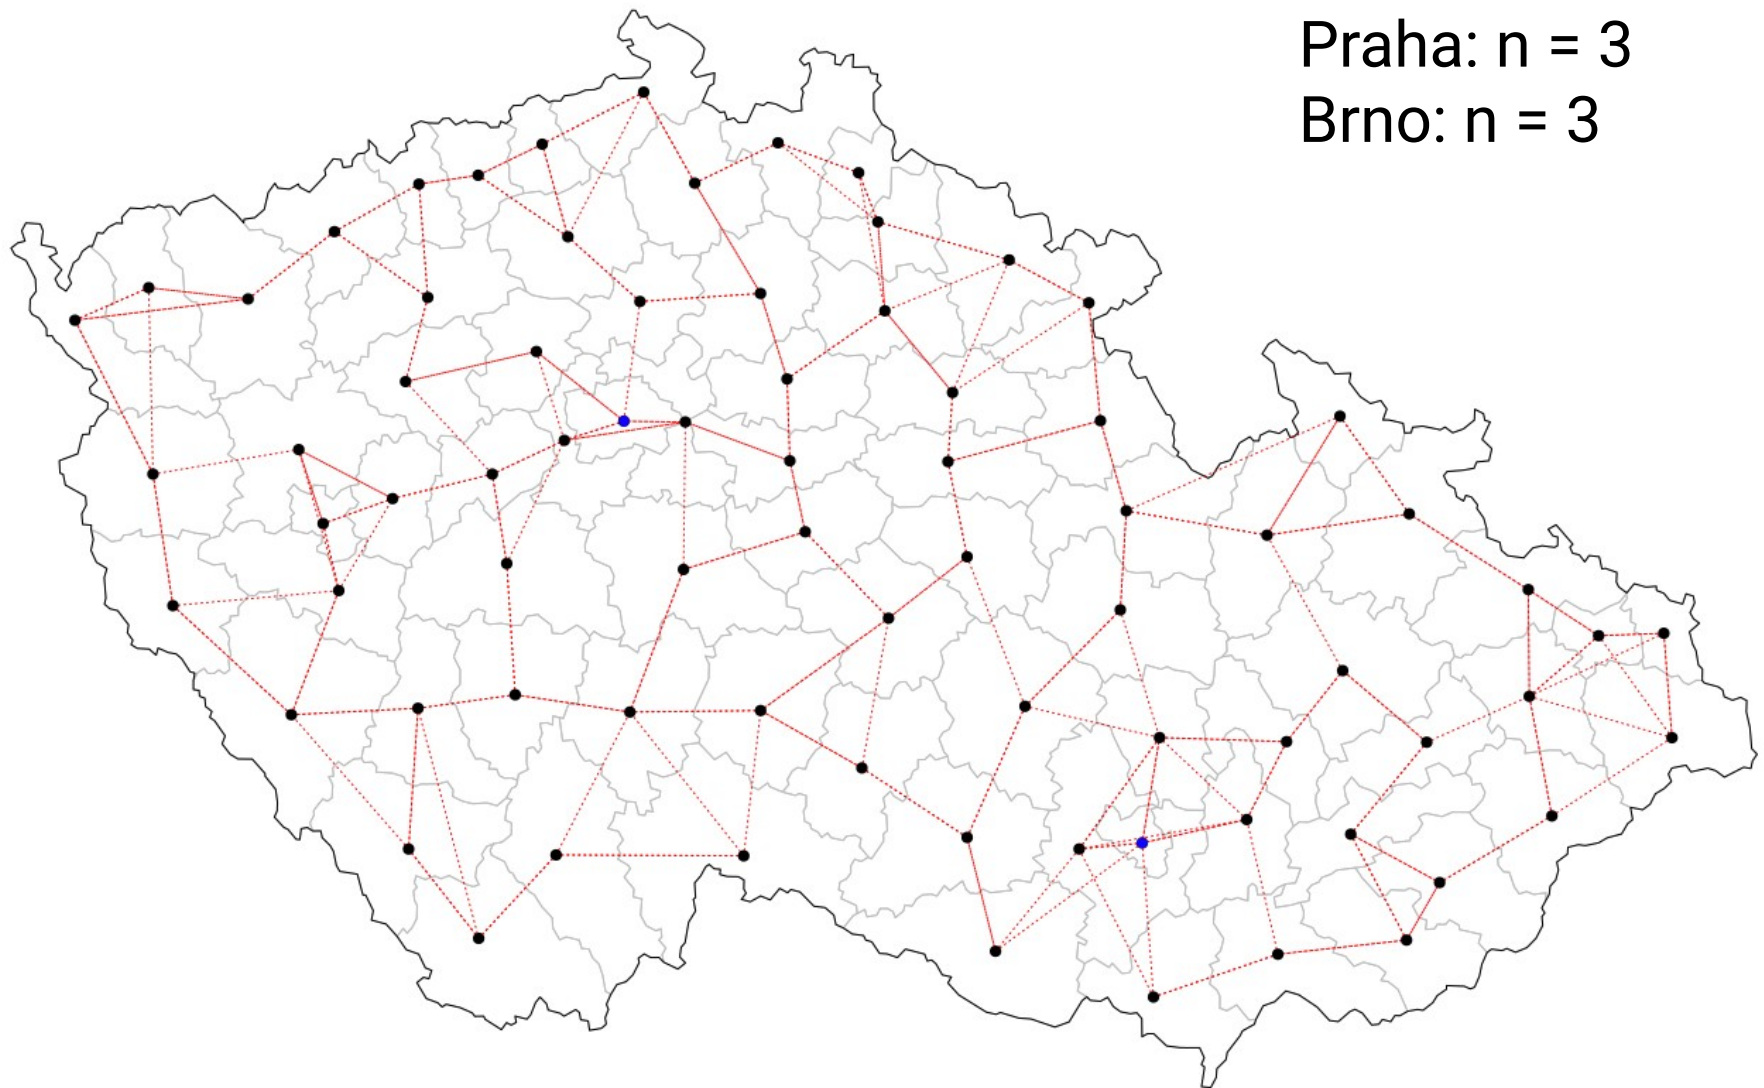 Praha: n = 3
Brno: n = 3